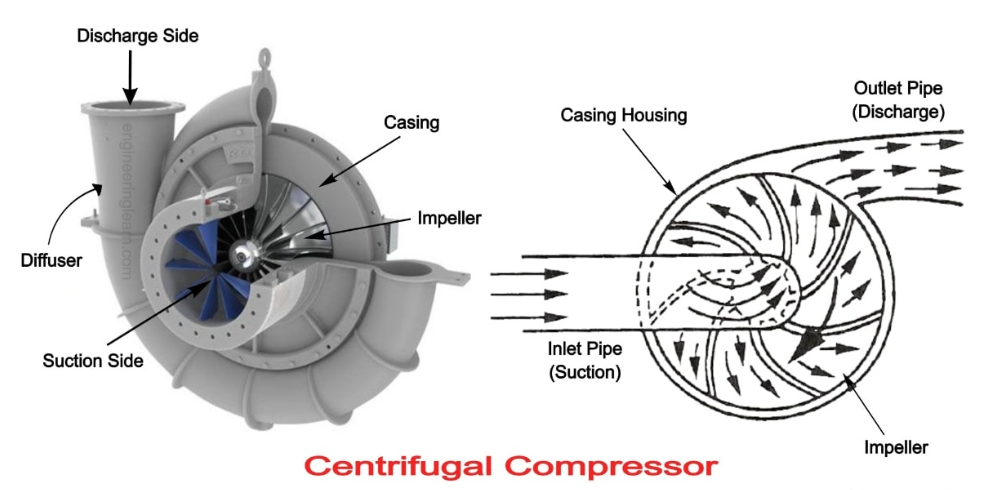 Discharge Side
Casing
Impeller
Diffuser
Suction Side
engineeringlearn.com
Casing Housing
Outlet Pipe
(Discharge)
Inlet Pipe
(Suction)
Impeller
Centrifugal Compressor